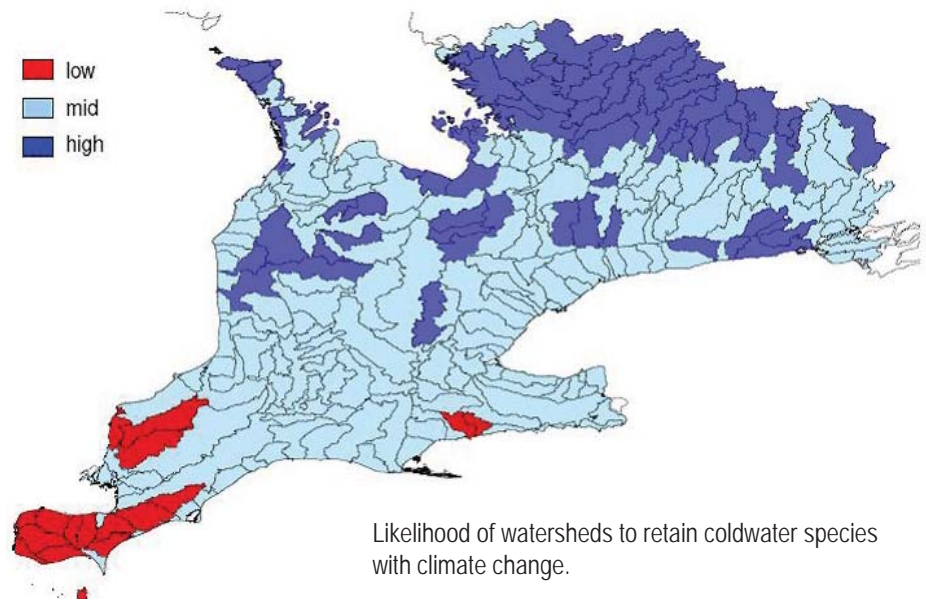 low
mid
high
Likelihood of watersheds to retain coldwater species
with climate change.